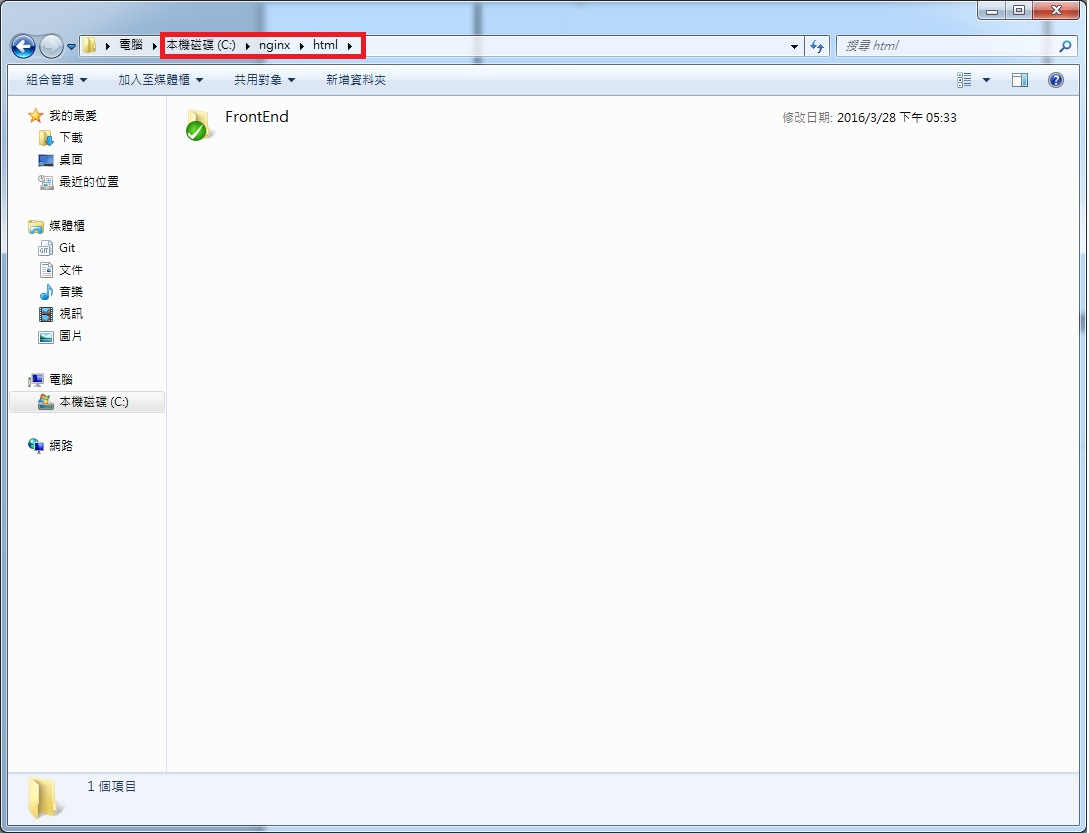 電腦 本機磁碟 (C:) nginx html 搜尋 html
組合管理 加入至媒體櫃 共用對象 新增資料夾
我的最愛
下載
桌面
最近的位置
媒體櫃
Git
文件
音樂
視訊
圖片
電腦
本機磁碟 (C:)
網路
FrontEnd 修改日期: 2016/3/28 下午 05:33
1 個項目